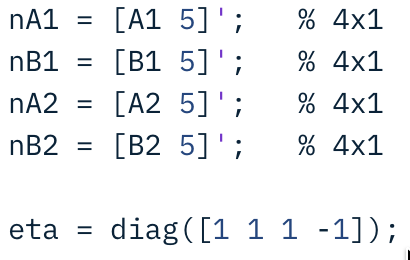 nA1 = [A1 5]';   % 4x1
nB1 = [B1 5]';   % 4x1
nA2 = [A2 5]';   % 4x1
nB2 = [B2 5]';   % 4x1
eta = diag([1 1 1 -1]);